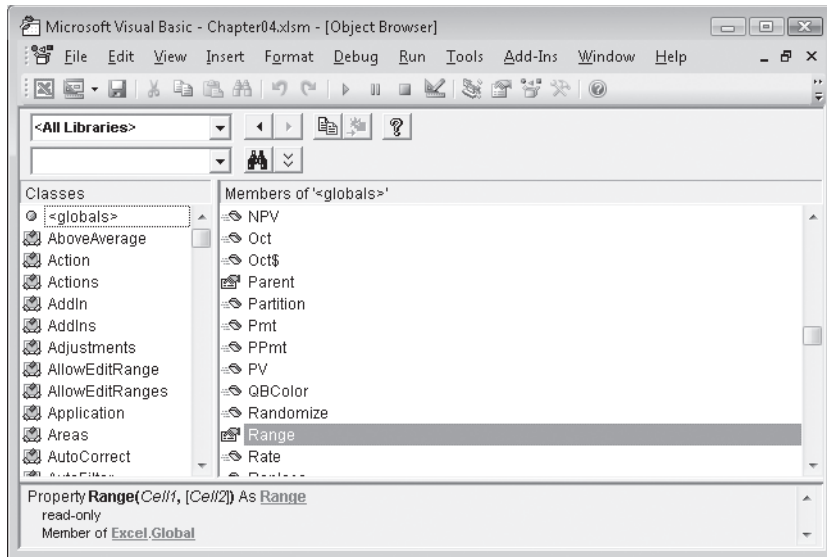 Microsoft Visual Basic - Chapter04.xlsm - [Object Browser]
File Edit View Insert Format Debug Run Tools Add-Ins Window Help
<All Libraries>
Classes
Members of '<globals>'
<globals>
AboveAverage
Action
Actions
AddIn
AddIns
Adjustments
AllowEditRange
AllowEditRanges
Application
Areas
AutoCorrect
NPV
Oct
Oct$
Parent
Partition
Pmt
PPmt
PV
QBColor
Randomize
Range
Rate
Property Range(Cell1, [Cell2]) As Range
read-only
Member of Excel.Global